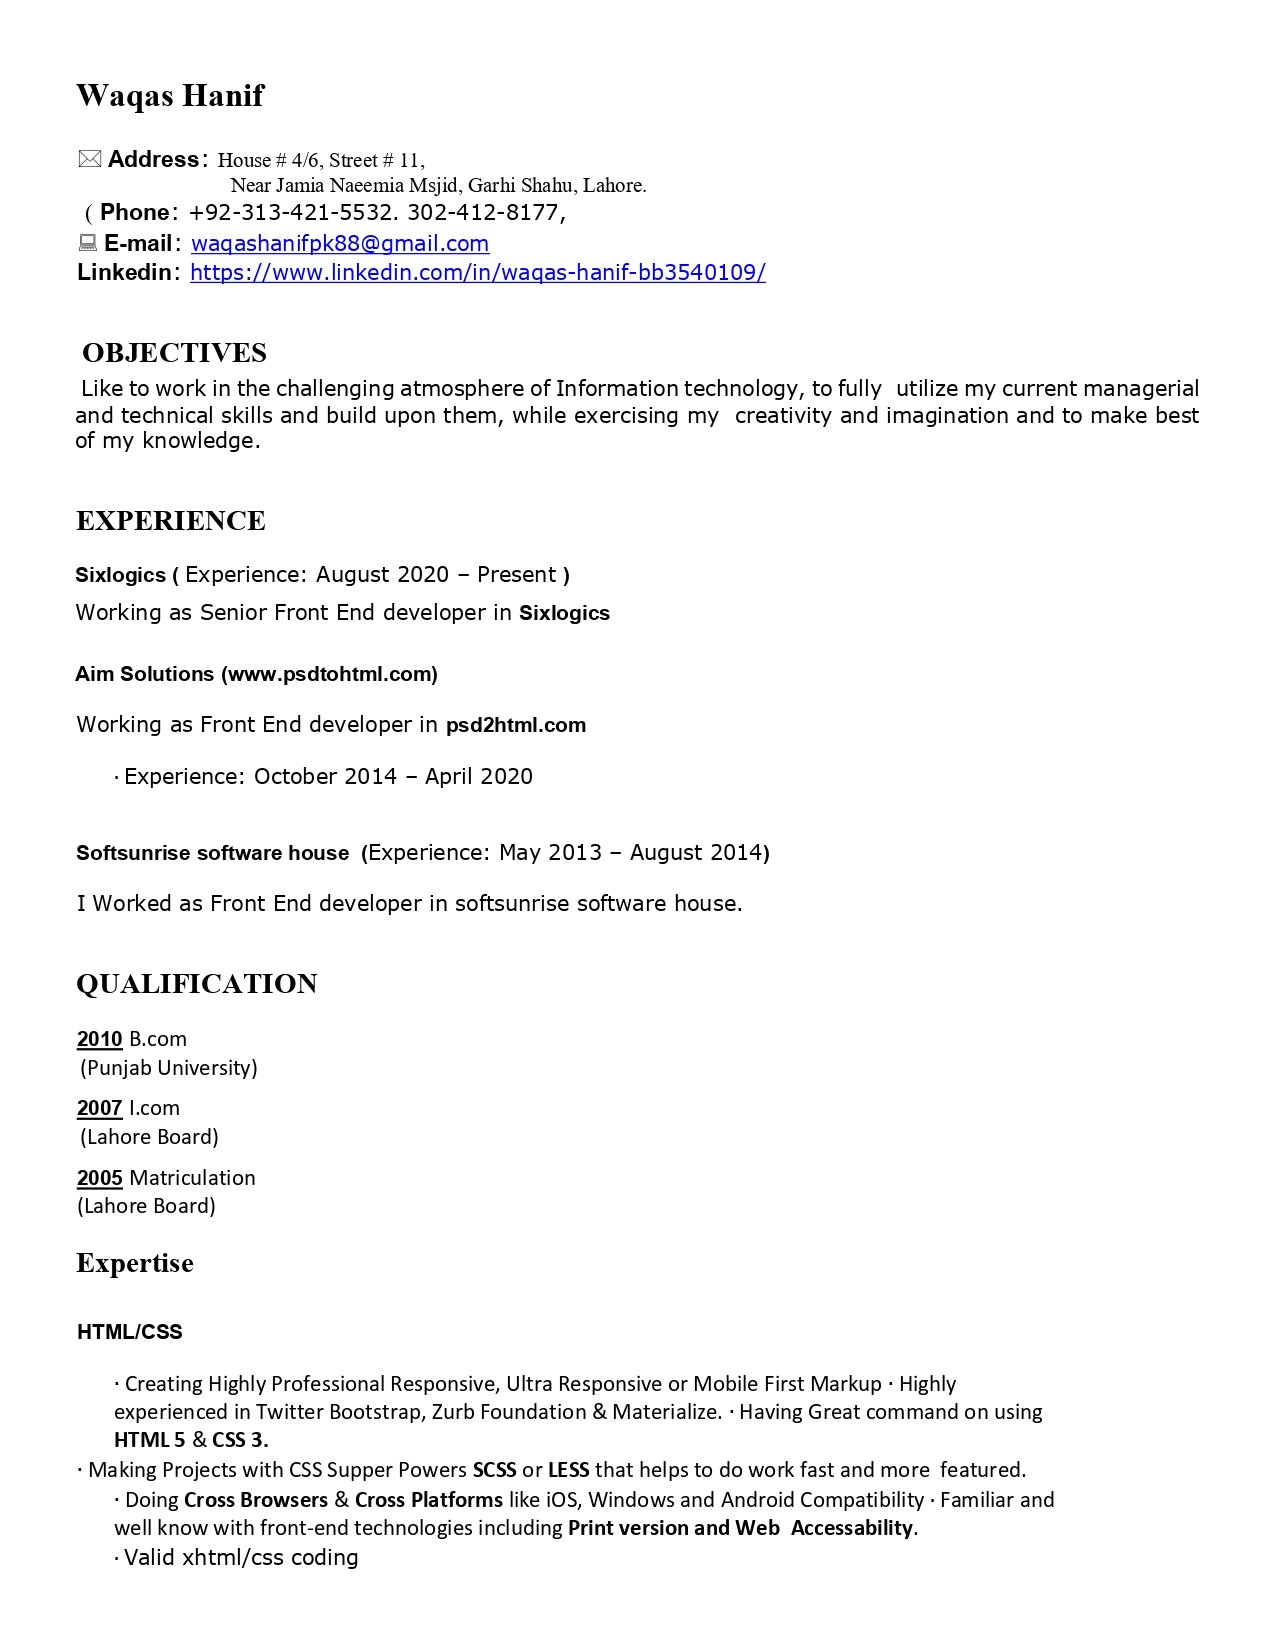 Waqas Hanif
Address: House # 4/6, Street # 11,
Near Jamia Naeemia Msjid, Garhi Shahu, Lahore.
( Phone: +92-313-421-5532. 302-412-8177,
E-mail: waqashanifpk88@gmail.com
Linkedin: https://www.linkedin.com/in/waqas-hanif-bb3540109/
OBJECTIVES
Like to work in the challenging atmosphere of Information technology, to fully utilize my current managerial
and technical skills and build upon them, while exercising my creativity and imagination and to make best
of my knowledge.
EXPERIENCE
Sixlogics ( Experience: August 2020 – Present )
Working as Senior Front End developer in Sixlogics
Aim Solutions (www.psdtohtml.com)
Working as Front End developer in psd2html.com
· Experience: October 2014 – April 2020
Softsunrise software house (Experience: May 2013 – August 2014)
I Worked as Front End developer in softsunrise software house.
QUALIFICATION
2010 B.com
(Punjab University)
2007 I.com
(Lahore Board)
2005 Matriculation
(Lahore Board)
Expertise
HTML/CSS
· Creating Highly Professional Responsive, Ultra Responsive or Mobile First Markup · Highly
experienced in Twitter Bootstrap, Zurb Foundation & Materialize. · Having Great command on using
HTML 5 & CSS 3.
· Making Projects with CSS Supper Powers SCSS or LESS that helps to do work fast and more featured.
· Doing Cross Browsers & Cross Platforms like iOS, Windows and Android Compatibility · Familiar and
well know with front-end technologies including Print version and Web Accessability.
· Valid xhtml/css coding